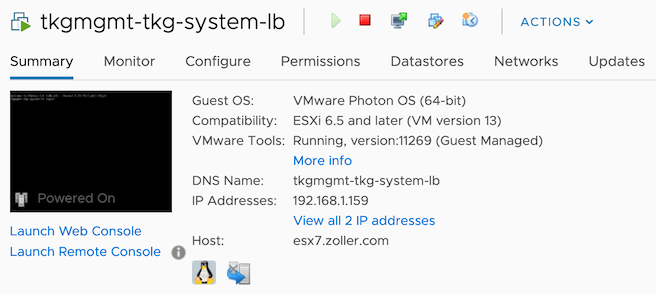 tkgmgmt-tkg-system-lb
ACTIONS
Summary Monitor Configure Permissions Datastores Networks Updates
Guest OS: VMware Photon OS (64-bit)
Compatibility: ESXi 6.5 and later (VM version 13)
VMware Tools: Running, version:11269 (Guest Managed)
More info
DNS Name: tkgmgmt-tkg-system-lb
IP Addresses: 192.168.1.159
View all 2 IP addresses
Host: esx7.zoller.com
Powered On
Launch Web Console
Launch Remote Console